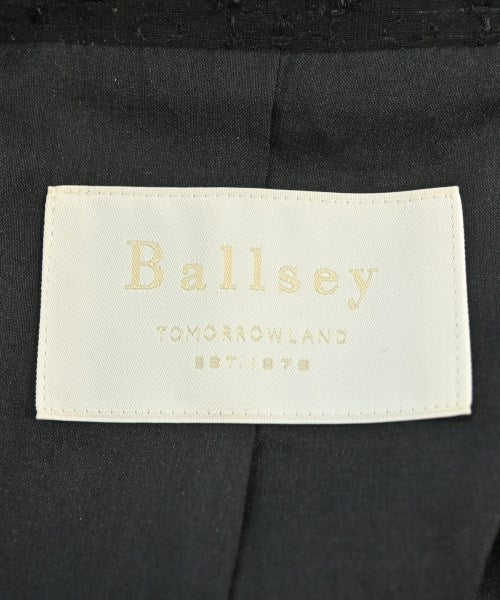 Ballsey
TOMORROWLAND
EST. 1978